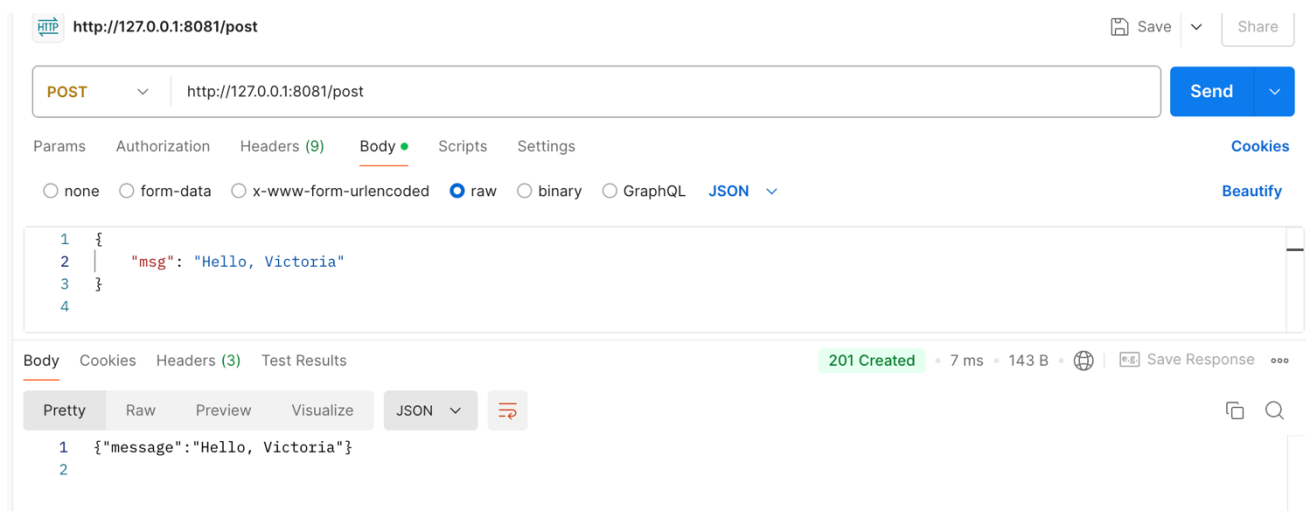 HTTP http://127.0.0.1:8081/post Save Share
POST http://127.0.0.1:8081/post Send
Params Authorization Headers (9) Body Scripts Settings Cookies
none form-data x-www-form-urlencoded raw binary GraphQL JSON Beautify
1 {
2 "msg": "Hello, Victoria"
3 }
4
Body Cookies Headers (3) Test Results 201 Created 7 ms 143 B e.g. Save Response
Pretty Raw Preview Visualize JSON
1 {"message":"Hello, Victoria"}
2